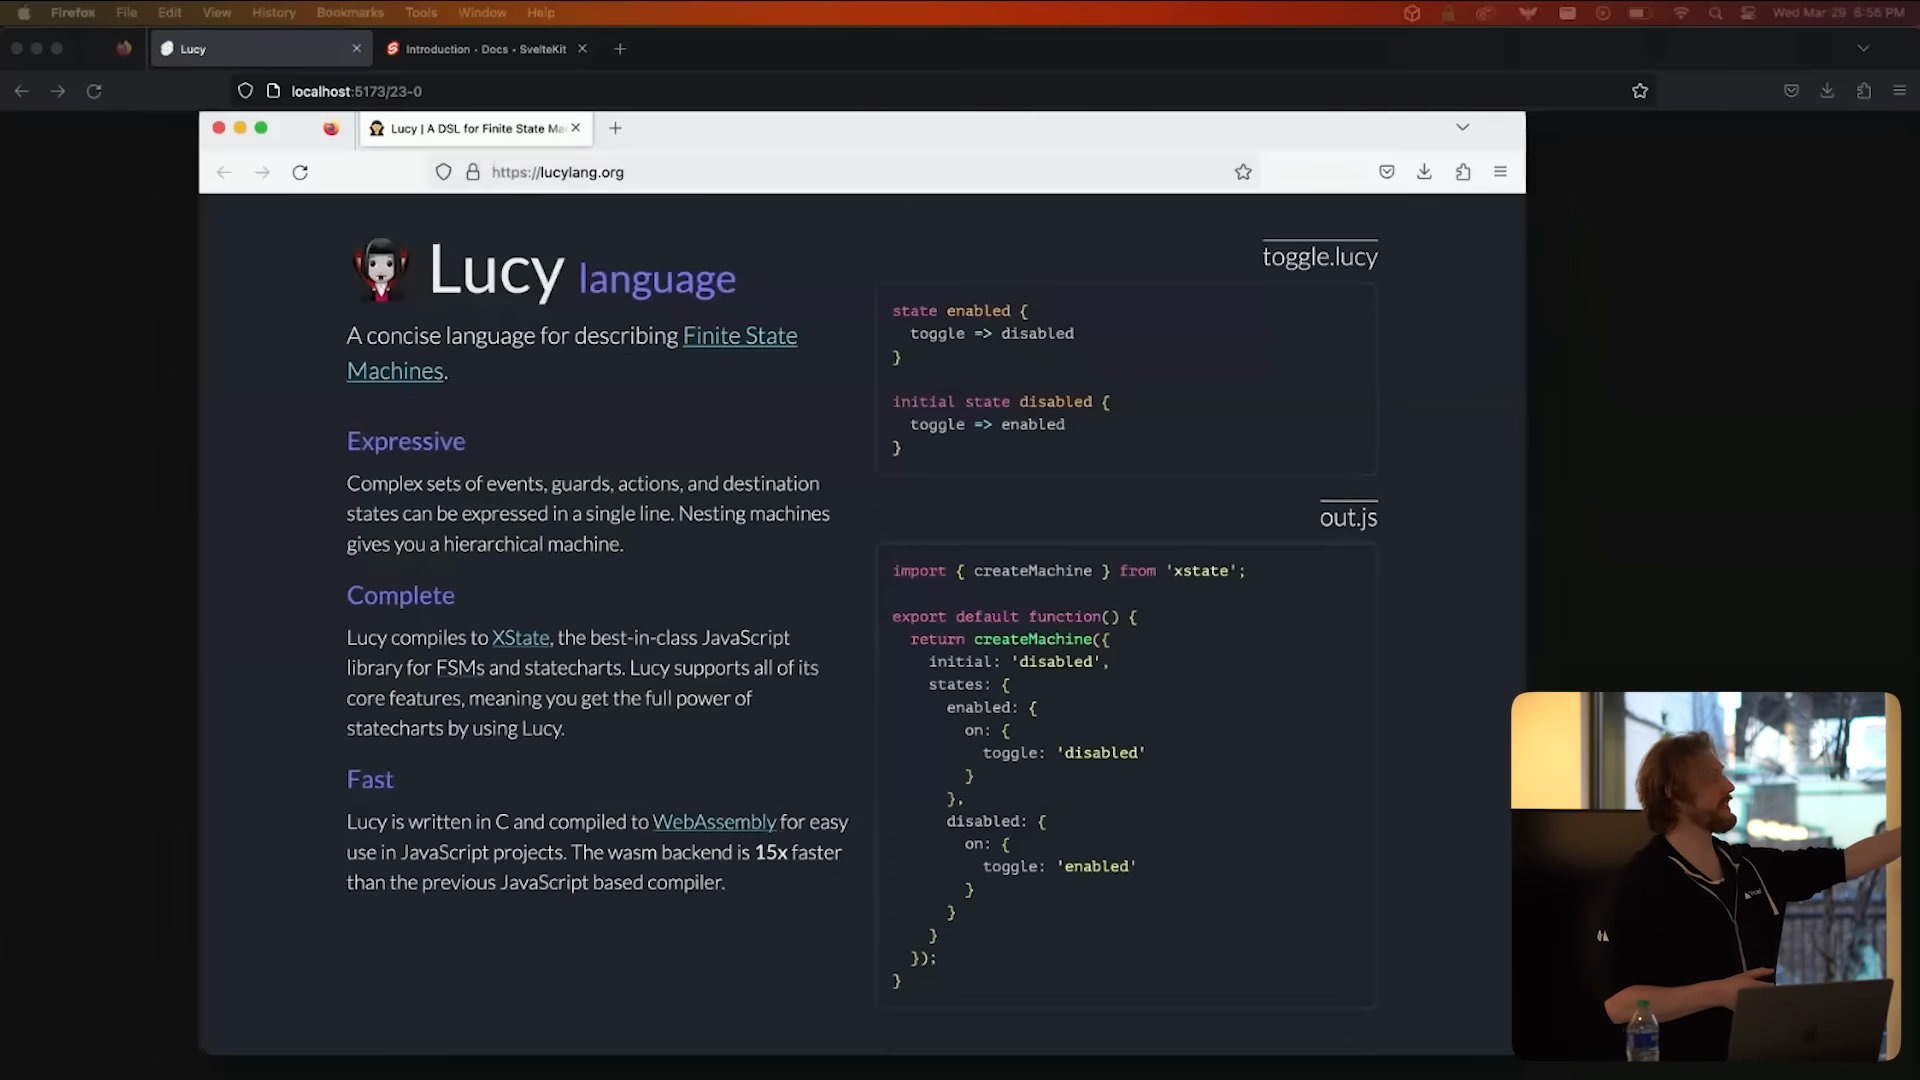 Firefox File Edit View History Bookmarks Tools Window Help
Wed Mar 29 6:56 PM
Lucy
Introduction • Docs • SvelteKit
localhost:5173/23-0
Lucy | A DSL for Finite State Ma
https://lucylang.org
Lucy language
A concise language for describing Finite State
Machines.
Expressive
Complex sets of events, guards, actions, and destination
states can be expressed in a single line. Nesting machines
gives you a hierarchical machine.
Complete
Lucy compiles to XState, the best-in-class JavaScript
library for FSMs and statecharts. Lucy supports all of its
core features, meaning you get the full power of
statecharts by using Lucy.
Fast
Lucy is written in C and compiled to WebAssembly for easy
use in JavaScript projects. The wasm backend is 15x faster
than the previous JavaScript based compiler.
toggle.lucy
state enabled {
  toggle => disabled
}
initial state disabled {
  toggle => enabled
}
out.js
import { createMachine } from 'xstate';
export default function() {
  return createMachine({
    initial: 'disabled',
    states: {
      enabled: {
        on: {
          toggle: 'disabled'
        }
      },
      disabled: {
        on: {
          toggle: 'enabled'
        }
      }
    }
  });
}